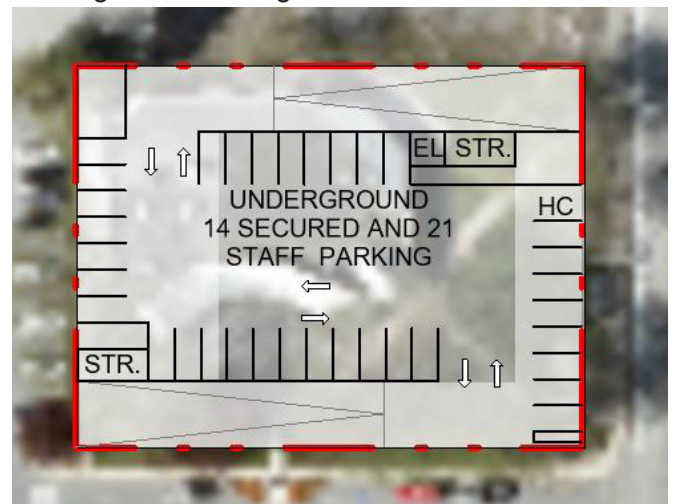 EL STR.
UNDERGROUND
HC
14 SECURED AND 21
STAFF PARKING
STR.